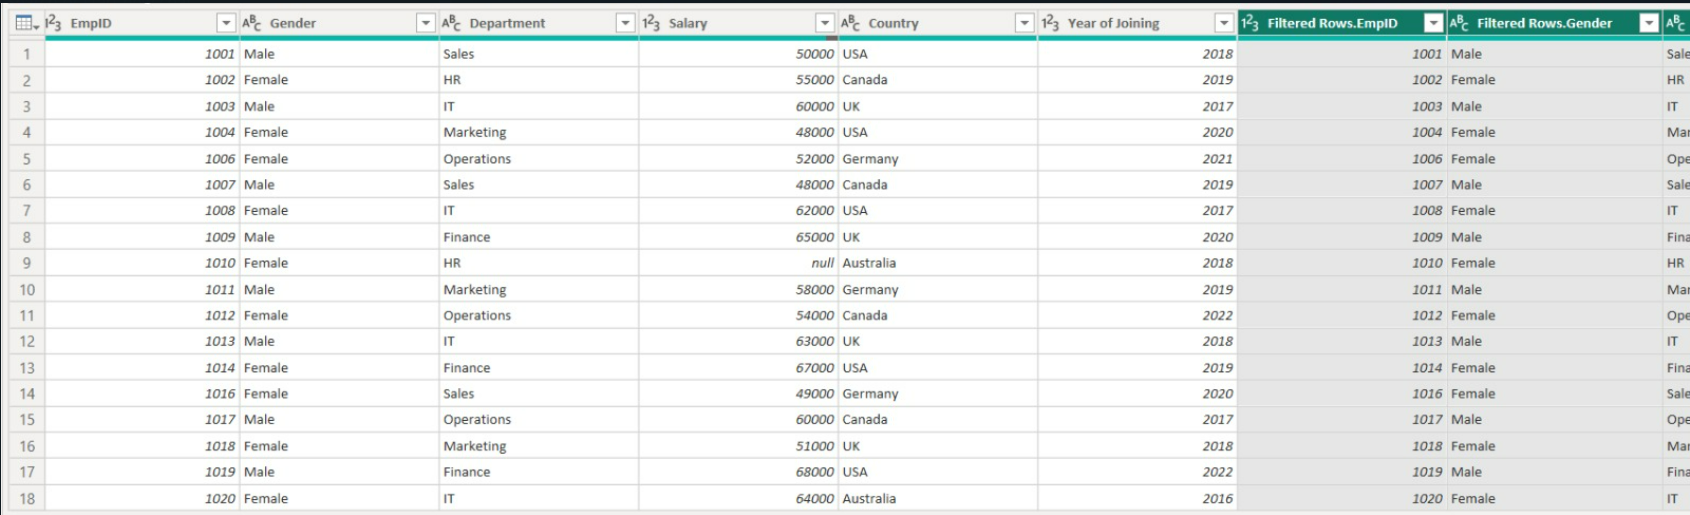 1²3 EmpID ABC Gender ABC Department 1²3 Salary ABC Country 1²3 Year of Joining 1²3 Filtered Rows.EmpID ABC Filtered Rows.Gender ABC
1 1001 Male Sales 50000 USA 2018 1001 Male Sale
2 1002 Female HR 55000 Canada 2019 1002 Female HR
3 1003 Male IT 60000 UK 2017 1003 Male IT
4 1004 Female Marketing 48000 USA 2020 1004 Female Mar
5 1006 Female Operations 52000 Germany 2021 1006 Female Ope
6 1007 Male Sales 48000 Canada 2019 1007 Male Sale
7 1008 Female IT 62000 USA 2017 1008 Female IT
8 1009 Male Finance 65000 UK 2020 1009 Male Fina
9 1010 Female HR null Australia 2018 1010 Female HR
10 1011 Male Marketing 58000 Germany 2019 1011 Male Mar
11 1012 Female Operations 54000 Canada 2022 1012 Female Ope
12 1013 Male IT 63000 UK 2018 1013 Male IT
13 1014 Female Finance 67000 USA 2019 1014 Female Fina
14 1016 Female Sales 49000 Germany 2020 1016 Female Sale
15 1017 Male Operations 60000 Canada 2017 1017 Male Ope
16 1018 Female Marketing 51000 UK 2018 1018 Female Mar
17 1019 Male Finance 68000 USA 2022 1019 Male Fina
18 1020 Female IT 64000 Australia 2016 1020 Female IT